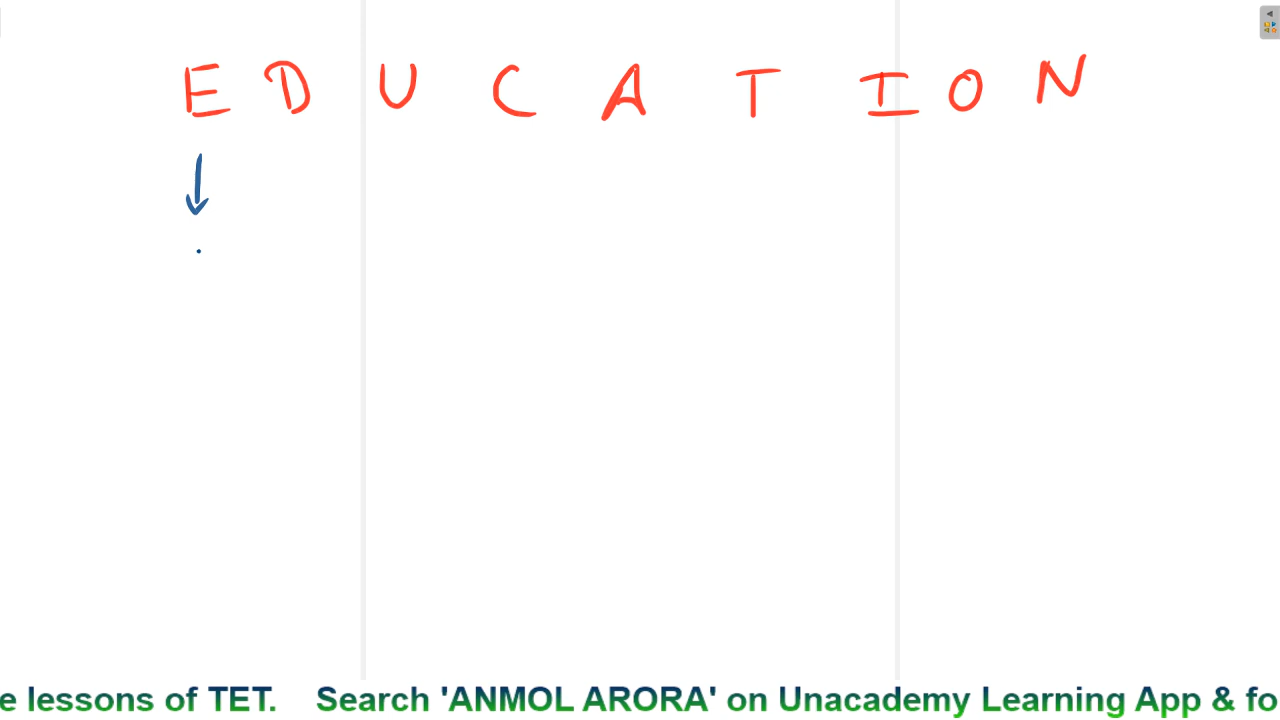 E D U C A T I O N
e lessons of TET. Search 'ANMOL ARORA' on Unacademy Learning App & fo